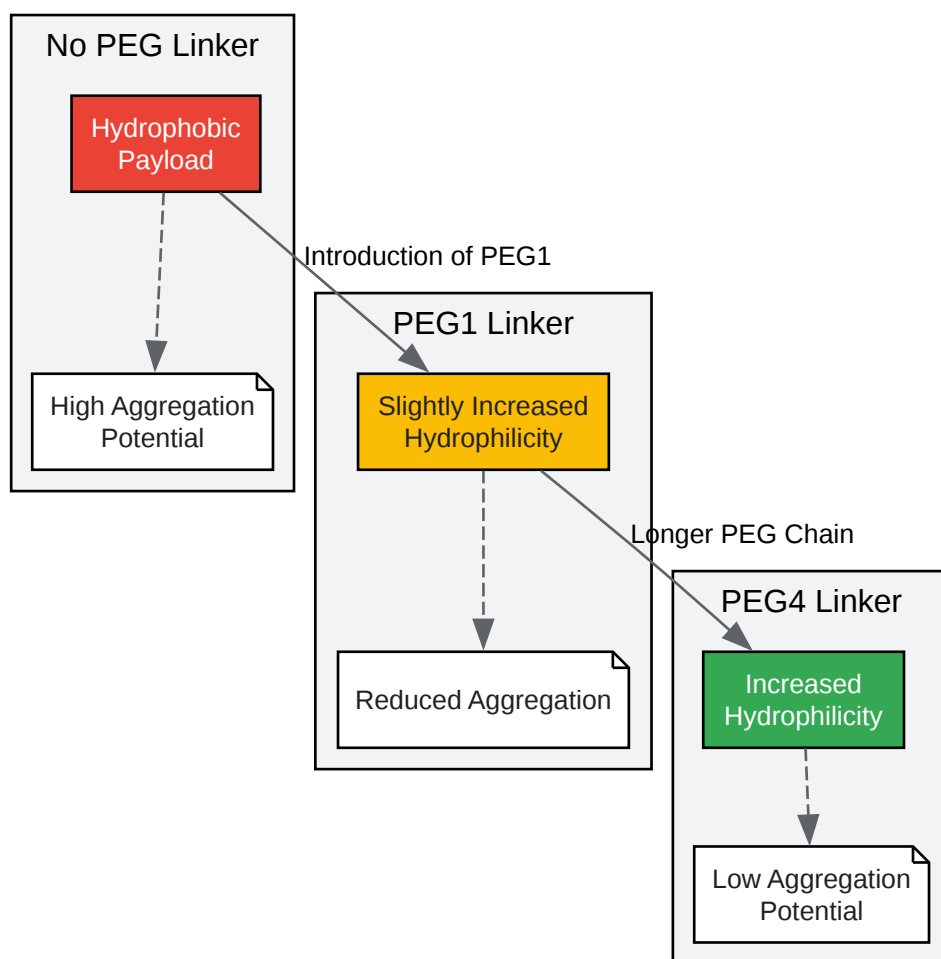 No PEG Linker
Hydrophobic
Payload
Introduction of PEG1
High Aggregation
Potential
PEG1 Linker
Slightly Increased
Hydrophilicity
Longer PEG Chain
Reduced Aggregation
PEG4 Linker
Increased
Hydrophilicity
Low Aggregation
Potential